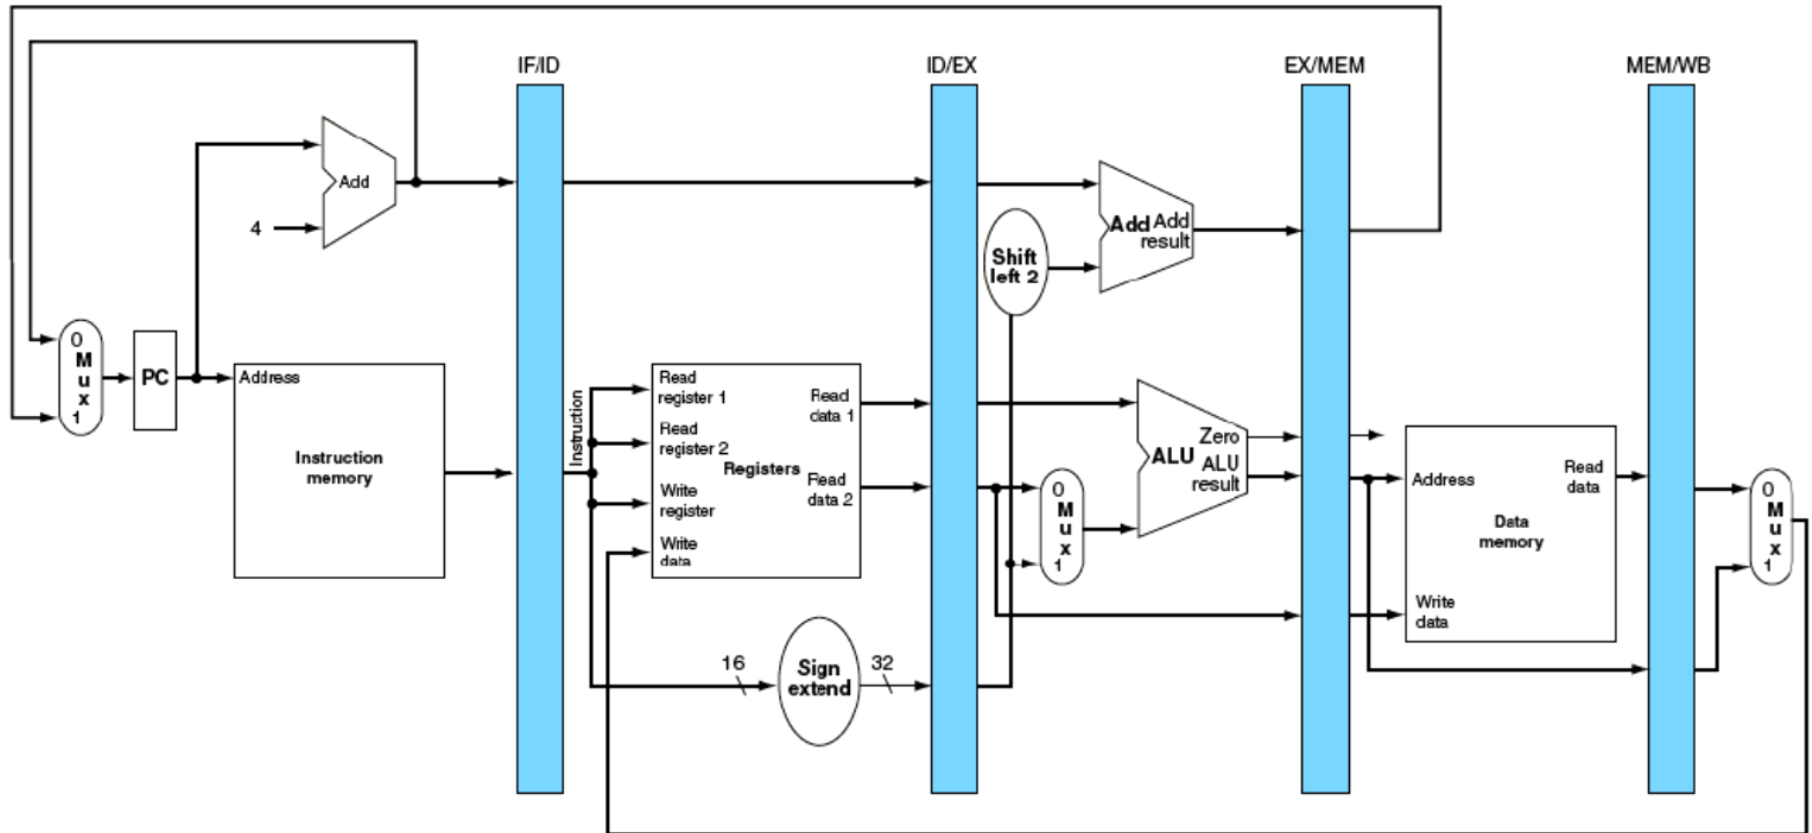 IF/ID
ID/EX
EX/MEM
MEM/WB
Add
4
Add Add
result
Shift
left 2
0
M
u
x
1
PC
Address
Instruction
memory
Instruction
Read
register 1
Read
register 2
Write
register
Write
data
Registers
Read
data 1
Read
data 2
16
Sign
extend
32
0
M
u
x
1
Zero
ALU ALU
result
Address
Read
data
Data
memory
Write
data
0
M
u
x
1